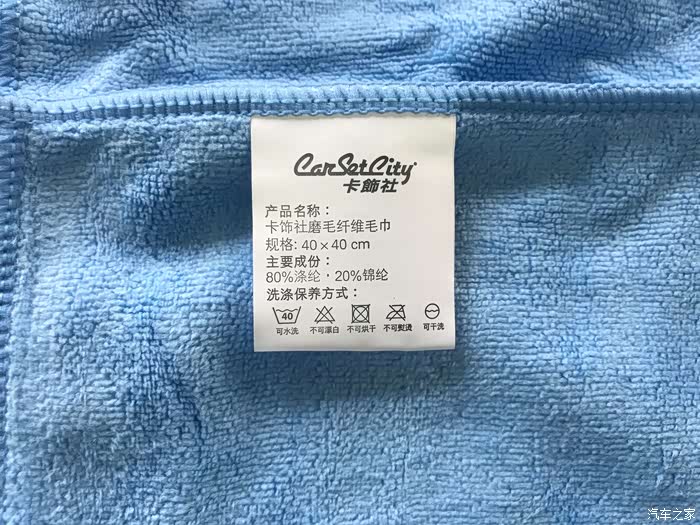 CarSetCity
卡飾社
产品名称：
卡饰社磨毛纤维毛巾
规格: 40×40 cm
主要成份：
80%涤纶·20%锦纶
洗涤保养方式：
40
可水洗 不可漂白 不可烘干 不可熨烫 可干洗
汽车之家